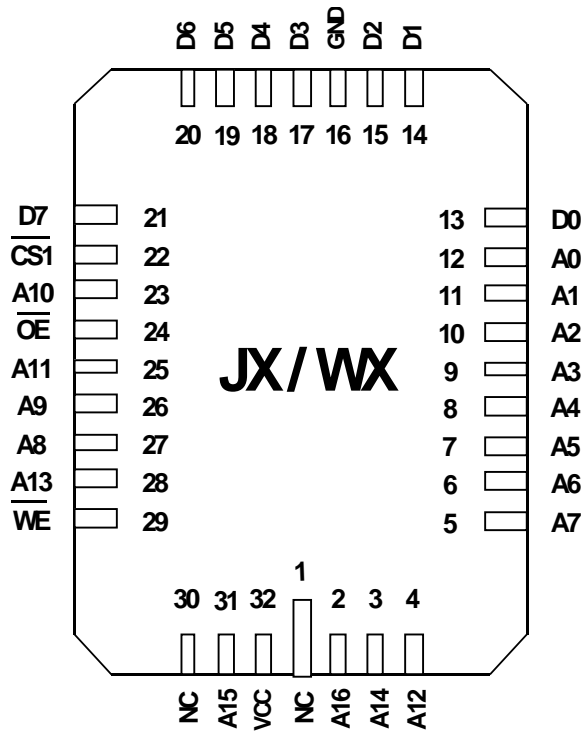 D6 D5 D4 D3 GND D2 D1
20 19 18 17 16 15 14
D7 21 13 D0
C̅S̅1̅ 22 12 A0
A10 23 11 A1
O̅E̅ 24 10 A2
A11 25 JX/WX 9 A3
A9 26 8 A4
A8 27 7 A5
A13 28 6 A6
W̅E̅ 29 5 A7
30 31 32 1 2 3 4
NC A15 VCC NC A16 A14 A12